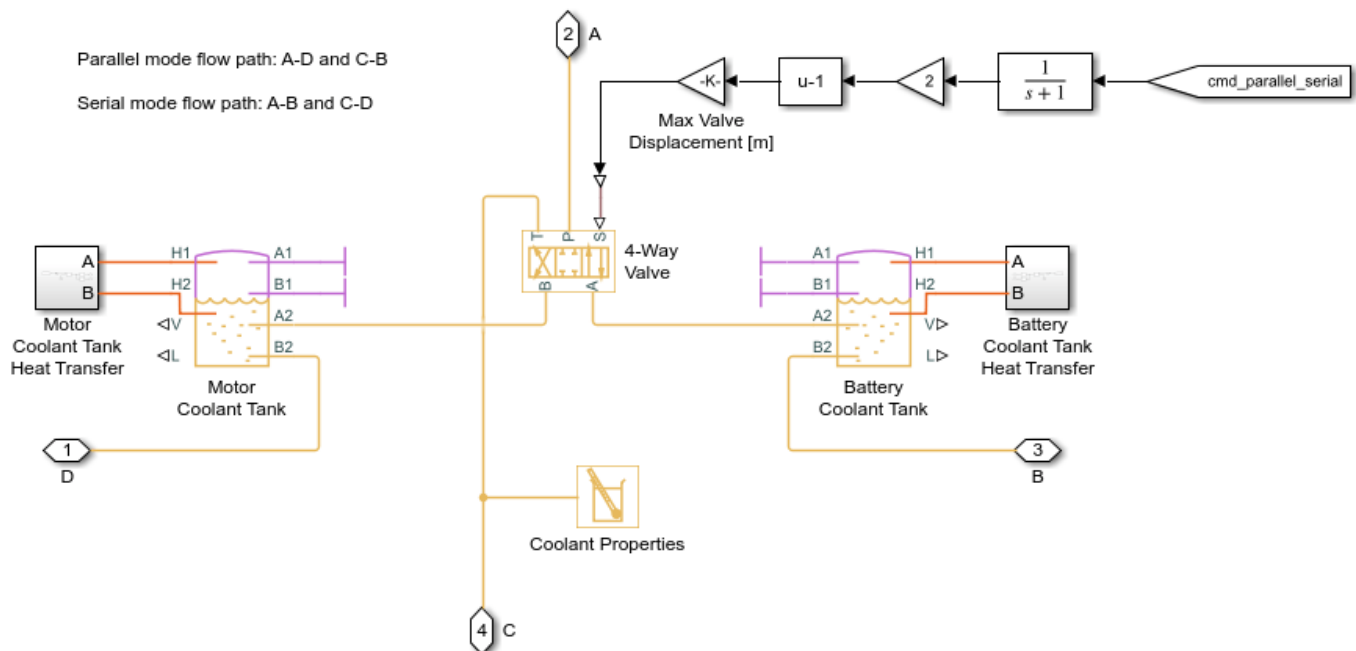 2
A
Parallel mode flow path: A-D and C-B
Serial mode flow path: A-B and C-D
-K-
u-1
2
1
s + 1
cmd_parallel_serial
Max Valve
Displacement [m]
T
P
S
4-Way
Valve
B
A
A
B
H1
H2
A1
B1
V
A2
L
B2
Motor
Coolant Tank
Heat Transfer
Motor
Coolant Tank
A1
H1
B1
H2
A2
V
B2
L
A
B
Battery
Coolant Tank
Heat Transfer
Battery
Coolant Tank
1
D
3
B
Coolant Properties
4
C